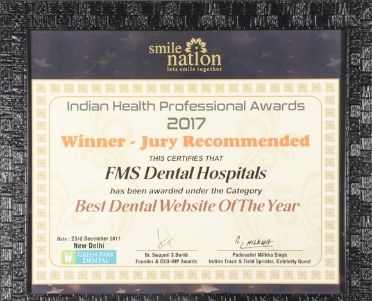 smile
nation
lets smile together
Indian Health Professional Awards
2017
Winner - Jury Recommended
THIS CERTIFIES THAT
FMS Dental Hospitals
has been awarded under the Category
Best Dental Website Of The Year
Date : 23rd December 2017
New Delhi
GREEN PARK
DENTAL
Dr. Swapnil S.Bumb
Founder & CEO-IHP Awards
Padmashri Milkha Singh
Indian Track & Field Sprinter, Celebrity Guest